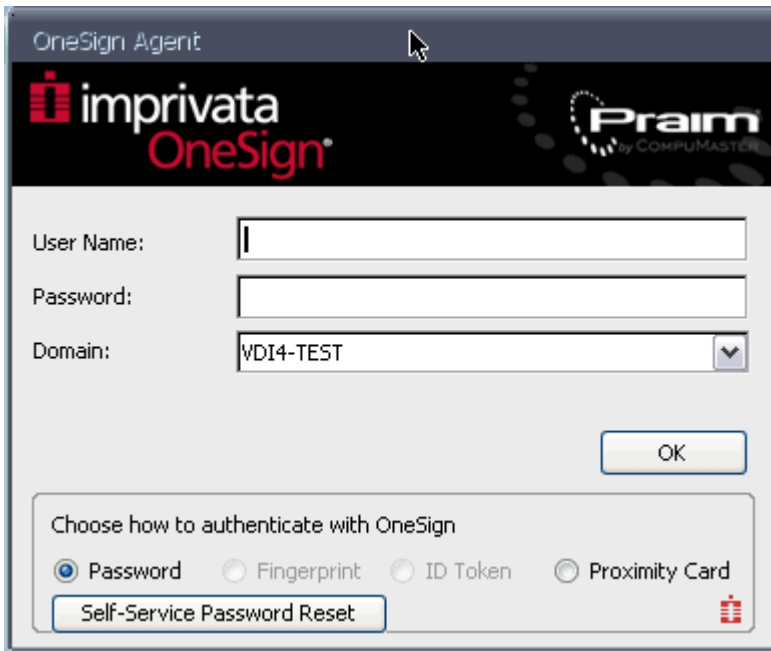 OneSign Agent
imprivata
OneSign®
Praim
by COMPUMASTER
User Name:
Password:
Domain:
VDI4-TEST
OK
Choose how to authenticate with OneSign
Password Fingerprint ID Token Proximity Card
Self-Service Password Reset